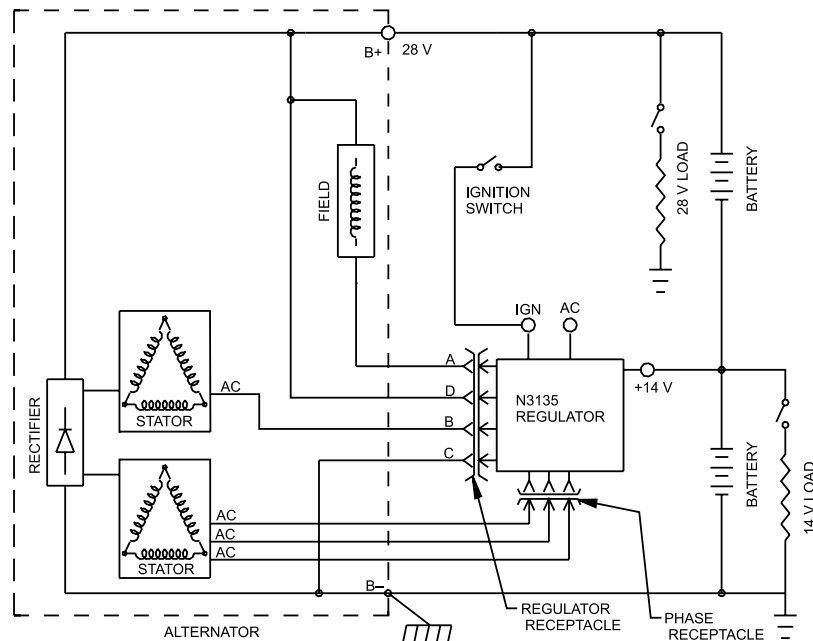 B+
28 V
FIELD
IGNITION
SWITCH
28 V LOAD
BATTERY
IGN
AC
A
D
B
C
N3135
REGULATOR
+14 V
AC
STATOR
RECTIFIER
AC
AC
AC
STATOR
BATTERY
14 V LOAD
B–
ALTERNATOR
REGULATOR
RECEPTACLE
PHASE
RECEPTACLE